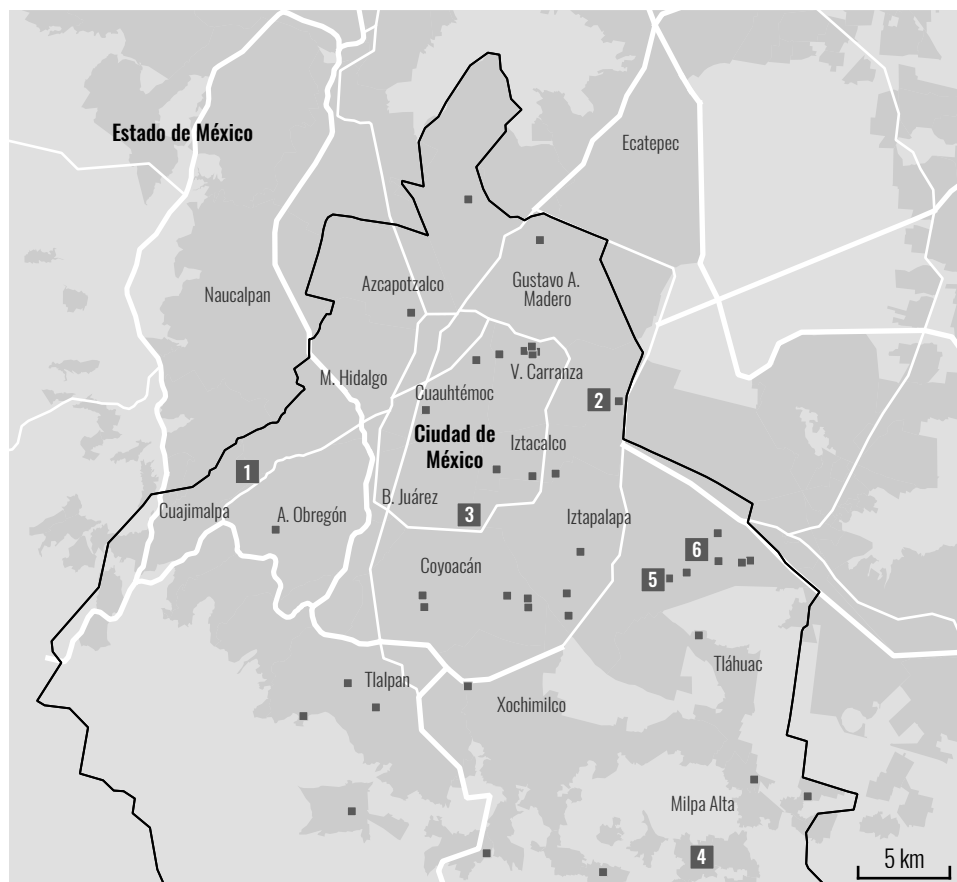 Estado de México
Ecatepec
Naucalpan
Azcapotzalco
Gustavo A.
Madero
M. Hidalgo
V. Carranza
Cuauhtémoc
2
Ciudad de
México
Iztacalco
1
B. Juárez
Cuajimalpa
A. Obregón
3
Iztapalapa
6
Coyoacán
5
Tláhuac
Tlalpan
Xochimilco
Milpa Alta
4
5 km